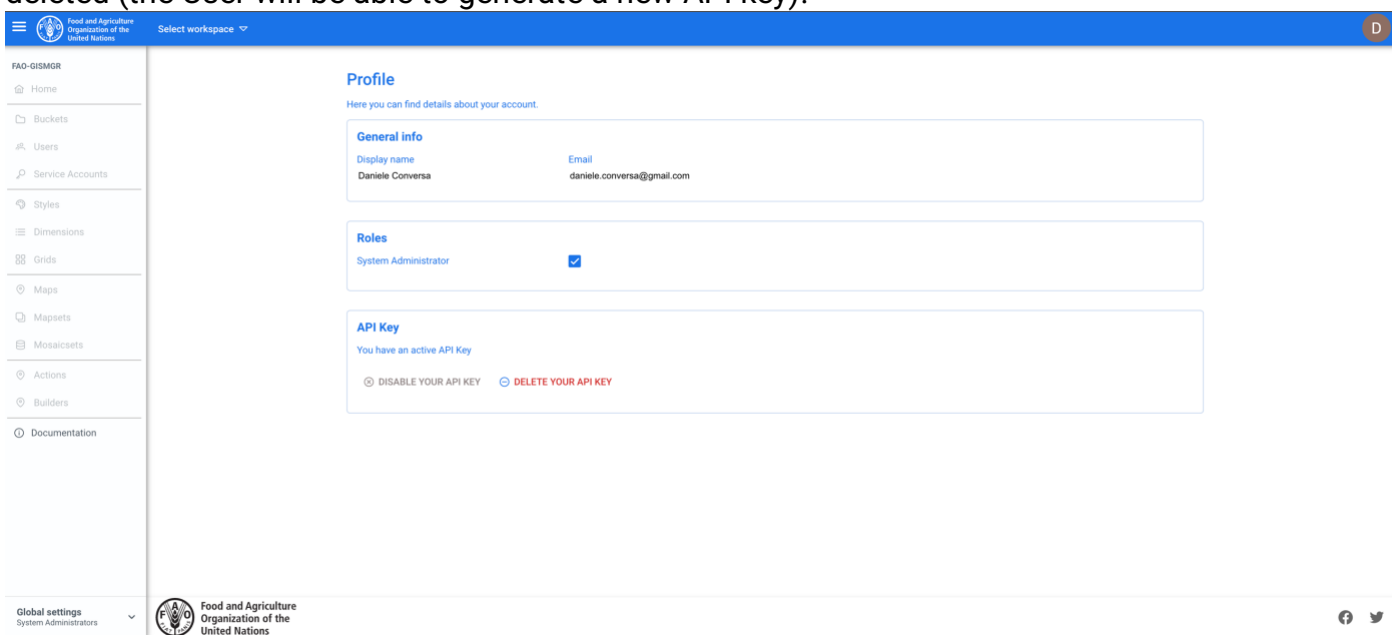 deleted (the User will be able to generate a new API Key).
Food and Agriculture
Organization of the
United Nations
Select workspace
D
FAO-GISMGR
Home
Buckets
Users
Service Accounts
Styles
Dimensions
Grids
Maps
Mapsets
Mosaicsets
Actions
Builders
Documentation
Profile
Here you can find details about your account.
General info
Display name Email
Daniele Conversa daniele.conversa@gmail.com
Roles
System Administrator
API Key
You have an active API Key
DISABLE YOUR API KEY DELETE YOUR API KEY
Global settings
System Administrators
Food and Agriculture
Organization of the
United Nations